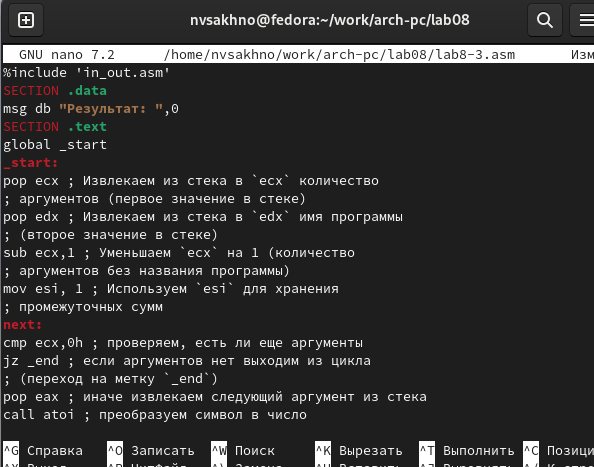 nvsakhno@fedora:~/work/arch-pc/lab08
GNU nano 7.2 /home/nvsakhno/work/arch-pc/lab08/lab8-3.asm Изм
%include 'in_out.asm'
SECTION .data
msg db "Результат: ",0
SECTION .text
global _start
_start:
pop ecx ; Извлекаем из стека в `ecx` количество
; аргументов (первое значение в стеке)
pop edx ; Извлекаем из стека в `edx` имя программы
; (второе значение в стеке)
sub ecx,1 ; Уменьшаем `ecx` на 1 (количество
; аргументов без названия программы)
mov esi, 1 ; Используем `esi` для хранения
; промежуточных сумм
next:
cmp ecx,0h ; проверяем, есть ли еще аргументы
jz _end ; если аргументов нет выходим из цикла
; (переход на метку `_end`)
pop eax ; иначе извлекаем следующий аргумент из стека
call atoi ; преобразуем символ в число
^G Справка ^O Записать ^W Поиск ^K Вырезать ^T Выполнить ^C Позици